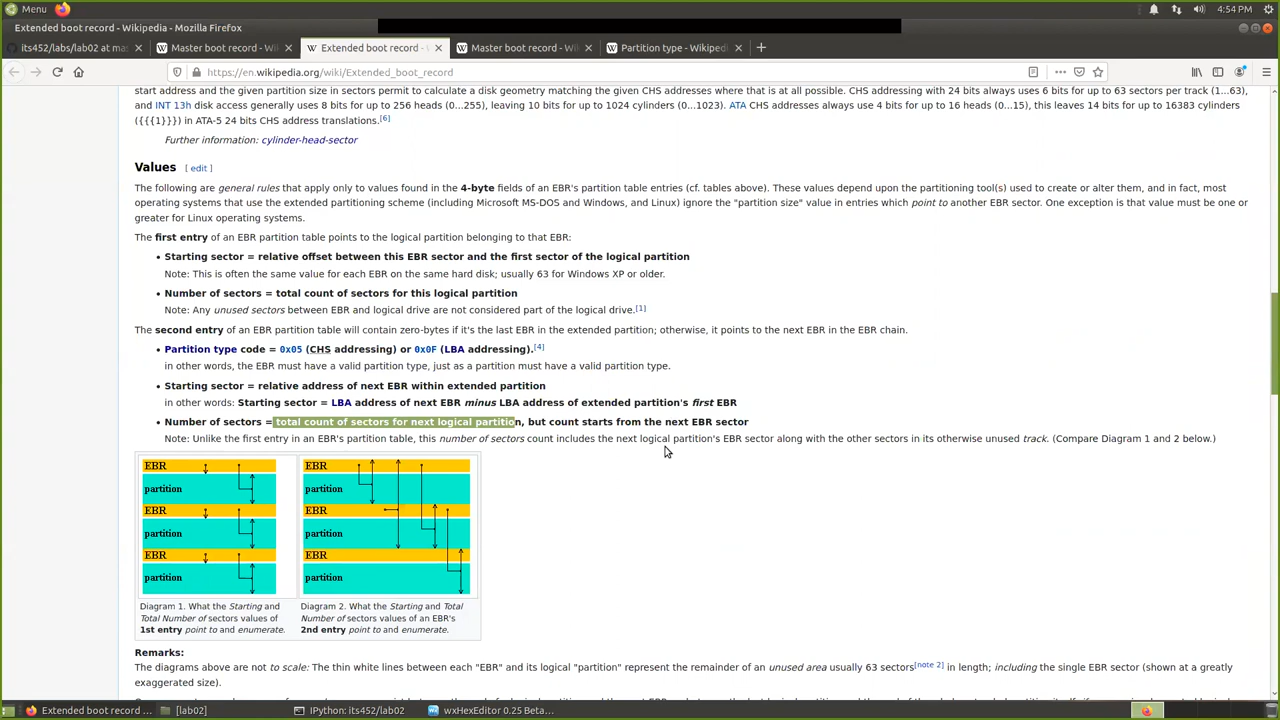 Menu
4:54 PM
Extended boot record - Wikipedia - Mozilla Firefox
its452/labs/lab02 at mas
Master boot record - Wi
Extended boot record -
Master boot record - Wi
Partition type - Wikiped
https://en.wikipedia.org/wiki/Extended_boot_record
start address and the given partition size in sectors permit to calculate a disk geometry matching the given CHS addresses where that is at all possible. CHS addressing with 24 bits always uses 6 bits for up to 63 sectors per track (1...63),
and INT 13h disk access generally uses 8 bits for up to 256 heads (0...255), leaving 10 bits for up to 1024 cylinders (0...1023). ATA CHS addresses always use 4 bits for up to 16 heads (0...15), this leaves 14 bits for up to 16383 cylinders
({{{1}}}) in ATA-5 24 bits CHS address translations.[6]
Further information: cylinder-head-sector
Values [ edit ]
The following are general rules that apply only to values found in the 4-byte fields of an EBR's partition table entries (cf. tables above). These values depend upon the partitioning tool(s) used to create or alter them, and in fact, most
operating systems that use the extended partitioning scheme (including Microsoft MS-DOS and Windows, and Linux) ignore the "partition size" value in entries which point to another EBR sector. One exception is that value must be one or
greater for Linux operating systems.
The first entry of an EBR partition table points to the logical partition belonging to that EBR:
• Starting sector = relative offset between this EBR sector and the first sector of the logical partition
Note: This is often the same value for each EBR on the same hard disk; usually 63 for Windows XP or older.
• Number of sectors = total count of sectors for this logical partition
Note: Any unused sectors between EBR and logical drive are not considered part of the logical drive.[1]
The second entry of an EBR partition table will contain zero-bytes if it's the last EBR in the extended partition; otherwise, it points to the next EBR in the EBR chain.
• Partition type code = 0x05 (CHS addressing) or 0x0F (LBA addressing).[4]
in other words, the EBR must have a valid partition type, just as a partition must have a valid partition type.
• Starting sector = relative address of next EBR within extended partition
in other words: Starting sector = LBA address of next EBR minus LBA address of extended partition's first EBR
• Number of sectors = total count of sectors for next logical partition, but count starts from the next EBR sector
Note: Unlike the first entry in an EBR's partition table, this number of sectors count includes the next logical partition's EBR sector along with the other sectors in its otherwise unused track. (Compare Diagram 1 and 2 below.)
EBR
partition
EBR
partition
EBR
partition
EBR
partition
EBR
partition
EBR
partition
Diagram 1. What the Starting and
Total Number of sectors values of
1st entry point to and enumerate.
Diagram 2. What the Starting and Total
Number of sectors values of an EBR's
2nd entry point to and enumerate.
Remarks:
The diagrams above are not to scale: The thin white lines between each "EBR" and its logical "partition" represent the remainder of an unused area usually 63 sectors[note 2] in length; including the single EBR sector (shown at a greatly
exaggerated size).
Extended boot record ...
[lab02]
IPython: its452/lab02
wxHexEditor 0.25 Beta...